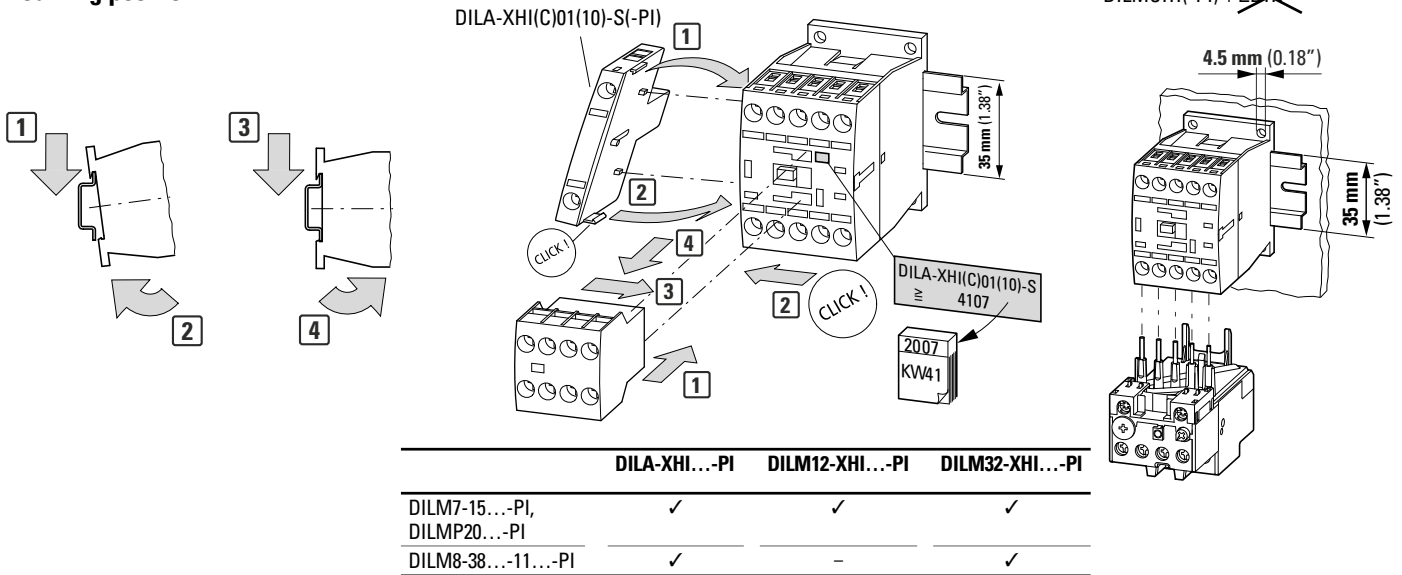 DILA-XHI(C)01(10)-S(-PI)
1
4.5 mm (0.18″)
1
3
35 mm (1.38″)
2
CLICK !
4
3
2
CLICK !
DILA-XHI(C)01(10)-S
≥ 4107
35 mm
(1.38″)
2
4
1
2007
KW41
DILA-XHI…-PI DILM12-XHI…-PI DILM32-XHI…-PI
DILM7-15…-PI, ✓ ✓ ✓
DILMP20…-PI
DILM8-38…-11…-PI ✓ – ✓